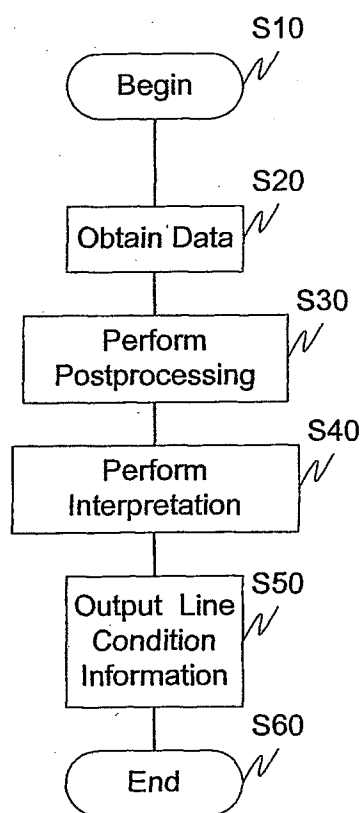 S10
Begin
S20
Obtain Data
S30
Perform
Postprocessing
S40
Perform
Interpretation
S50
Output Line
Condition
Information
S60
End